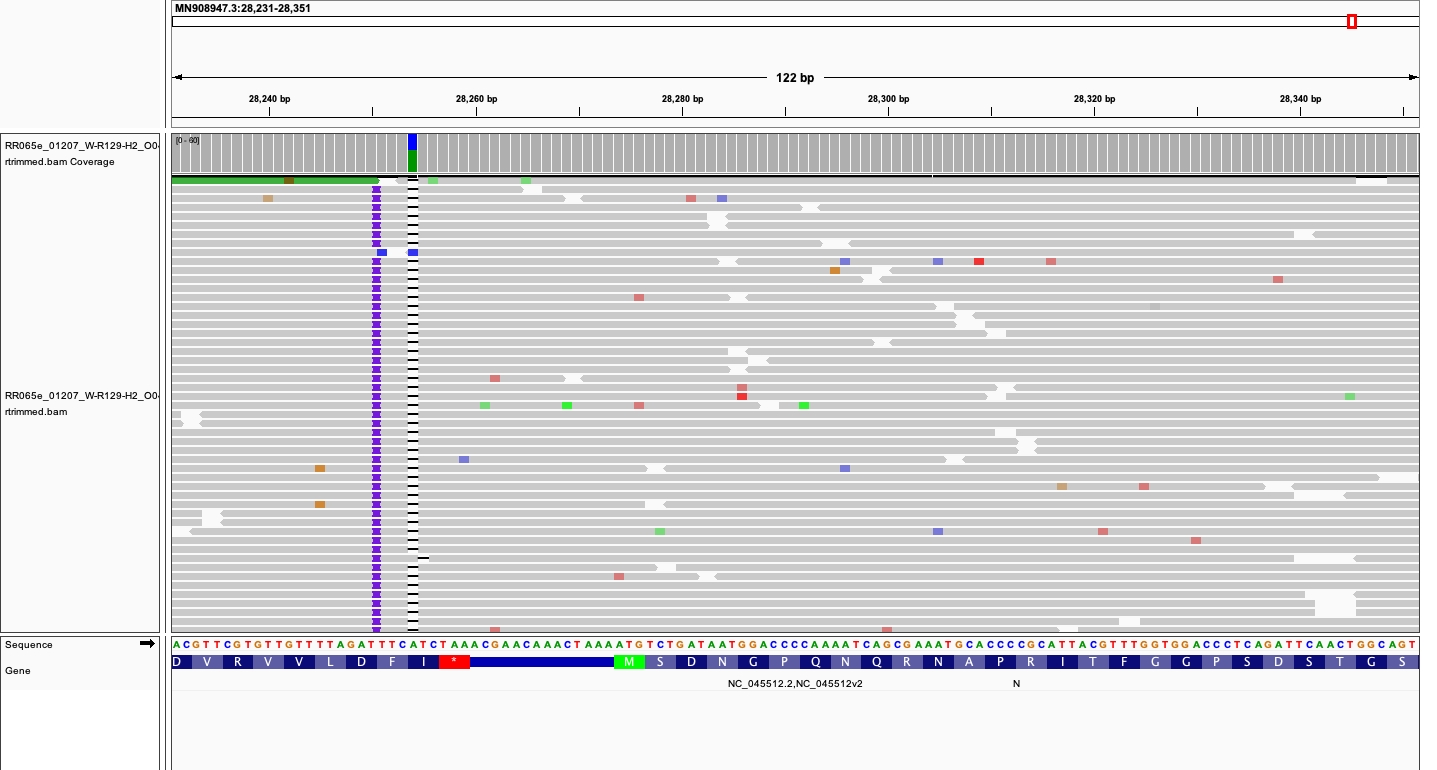 MN908947.3:28,231-28,351
122 bp
28,240 bp 28,260 bp 28,280 bp 28,300 bp 28,320 bp 28,340 bp
[0 - 60]
RR065e_01207_W-R129-H2_O0
rtrimmed.bam Coverage
RR065e_01207_W-R129-H2_O0
rtrimmed.bam
Sequence A C G T T C G T G T T G T T T T A G A T T T C A T C T A A A C G A A C A A A C T A A A A T G T C T G A T A A T G G A C C C C A A A A T C A G C G A A A T G C A C C C C G C A T T A C G T T T G G T G G A C C C T C A G A T T C A A C T G G C A G T
Gene D V R V V L D F I * M S D N G P Q N Q R N A P R I T F G G P S D S T G S
NC_045512.2,NC_045512v2 N